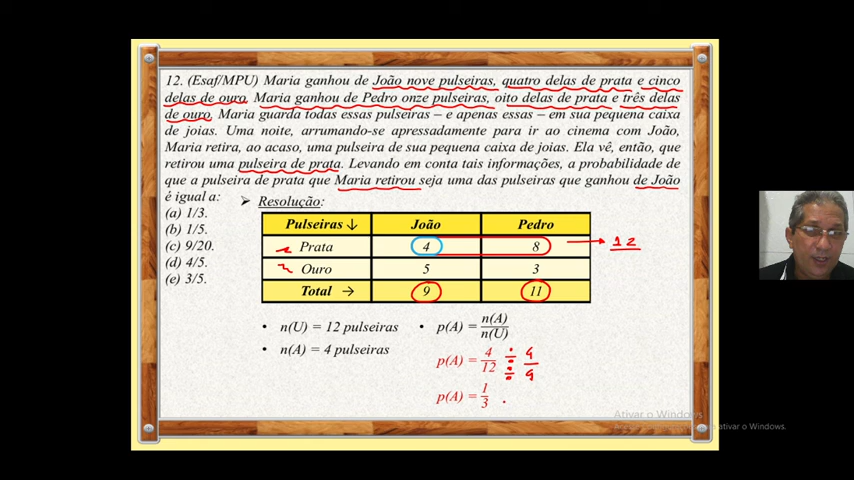 12. (Esaf/MPU) Maria ganhou de João nove pulseiras, quatro delas de prata e cinco
delas de ouro. Maria ganhou de Pedro onze pulseiras, oito delas de prata e três delas
de ouro. Maria guarda todas essas pulseiras – e apenas essas – em sua pequena caixa
de joias. Uma noite, arrumando-se apressadamente para ir ao cinema com João,
Maria retira, ao acaso, uma pulseira de sua pequena caixa de joias. Ela vê, então, que
retirou uma pulseira de prata. Levando em conta tais informações, a probabilidade de
que a pulseira de prata que Maria retirou seja uma das pulseiras que ganhou de João
é igual a:
(a) 1/3.
(b) 1/5.
(c) 9/20.
(d) 4/5.
(e) 3/5.
➢ Resolução:
Pulseiras ↓ João Pedro
Prata 4 8 → 12
Ouro 5 3
Total → 9 11
• n(U) = 12 pulseiras
• n(A) = 4 pulseiras
• p(A) = n(A)/n(U)
p(A) = 4/12 ÷ 4 ÷ 4
p(A) = 1/3
Ativar o Windows
ativar o Windows.